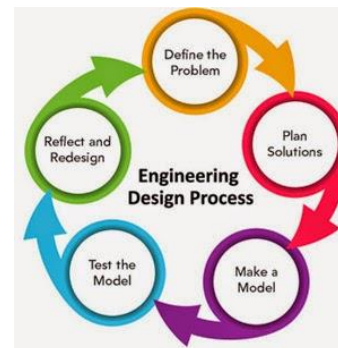 Define the
Problem
Plan
Solutions
Make a
Model
Test the
Model
Reflect and
Redesign
Engineering
Design Process